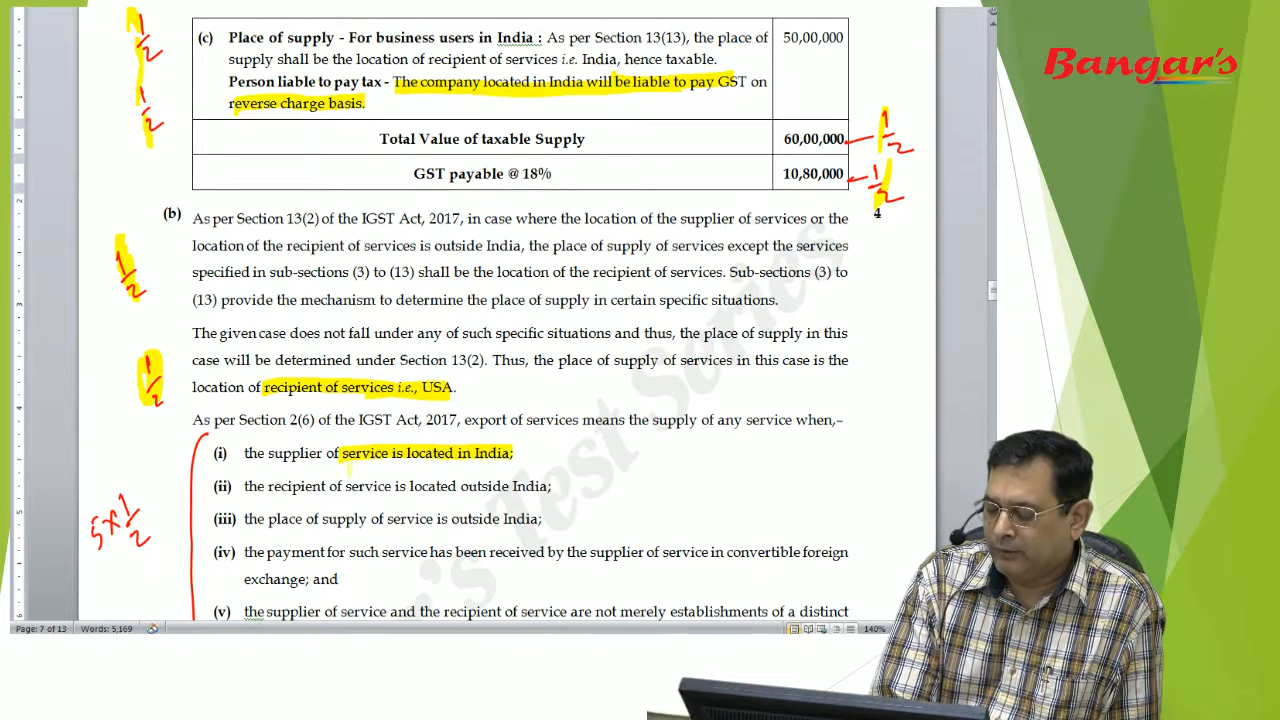 Bangar's
(c) Place of supply - For business users in India : As per Section 13(13), the place of 50,00,000
supply shall be the location of recipient of services i.e. India, hence taxable.
Person liable to pay tax - The company located in India will be liable to pay GST on
reverse charge basis.
1/2
1/2
Total Value of taxable Supply 60,00,000 1/2
GST payable @ 18% 10,80,000 1/2
(b) As per Section 13(2) of the IGST Act, 2017, in case where the location of the supplier of services or the 4
location of the recipient of services is outside India, the place of supply of services except the services
specified in sub-sections (3) to (13) shall be the location of the recipient of services. Sub-sections (3) to
(13) provide the mechanism to determine the place of supply in certain specific situations.
1/2
The given case does not fall under any of such specific situations and thus, the place of supply in this
case will be determined under Section 13(2). Thus, the place of supply of services in this case is the
location of recipient of services i.e., USA.
1/2
As per Section 2(6) of the IGST Act, 2017, export of services means the supply of any service when,–
(i) the supplier of service is located in India;
(ii) the recipient of service is located outside India;
(iii) the place of supply of service is outside India;
5 x 1/2
(iv) the payment for such service has been received by the supplier of service in convertible foreign
exchange; and
(v) the supplier of service and the recipient of service are not merely establishments of a distinct
's Test Series
Page: 7 of 13 Words: 5,169 140%